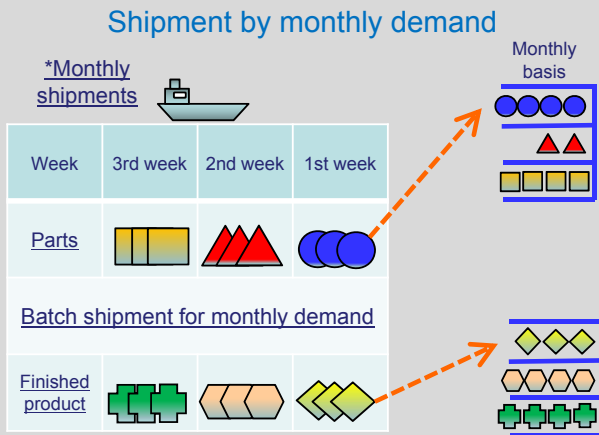 Shipment by monthly demand
*Monthly
shipments
Monthly
basis
Week 3rd week 2nd week 1st week
Parts
Batch shipment for monthly demand
Finished
product